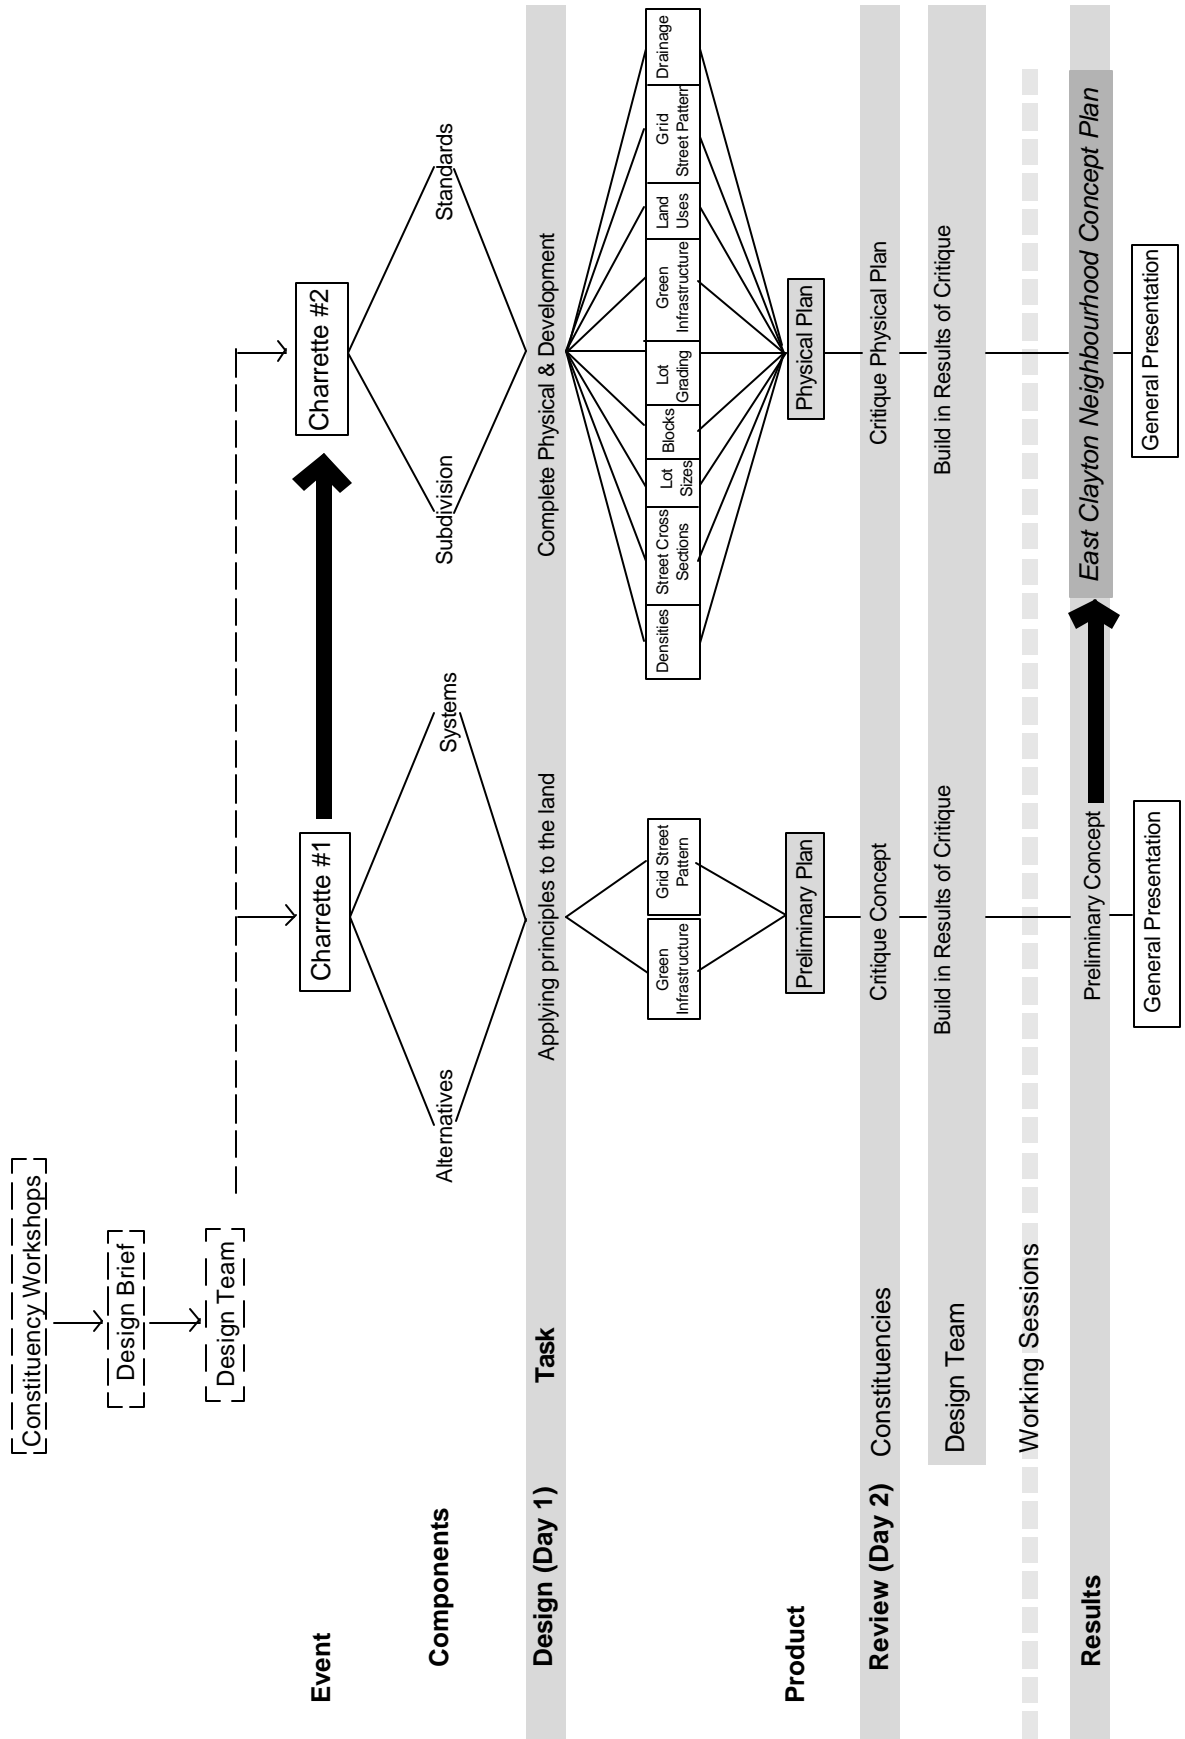 Constituency Workshops
Design Brief
Design Team
Event
Charrette #1
Charrette #2
Components
Alternatives
Systems
Subdivision
Standards
Design (Day 1)
Task
Applying principles to the land
Complete Physical & Development
Green
Infrastructure
Grid Street
Pattern
Densities
Street Cross
Sections
Lot
Sizes
Blocks
Lot
Grading
Green
Infrastructure
Land
Uses
Grid
Street Pattern
Drainage
Product
Preliminary Plan
Physical Plan
Review (Day 2)
Constituencies
Critique Concept
Critique Physical Plan
Design Team
Build in Results of Critique
Build in Results of Critique
Working Sessions
Results
Preliminary Concept
East Clayton Neighbourhood Concept Plan
General Presentation
General Presentation